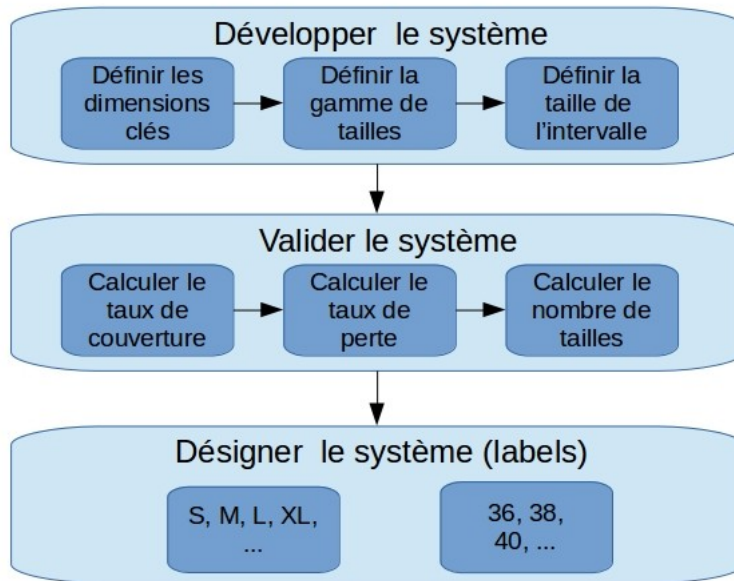 Développer le système
Définir les
dimensions
clés
Définir la
gamme de
tailles
Définir la
taille de
l'intervalle
Valider le système
Calculer le
taux de
couverture
Calculer le
taux de
perte
Calculer le
nombre de
tailles
Désigner le système (labels)
S, M, L, XL,
...
36, 38,
40, ...